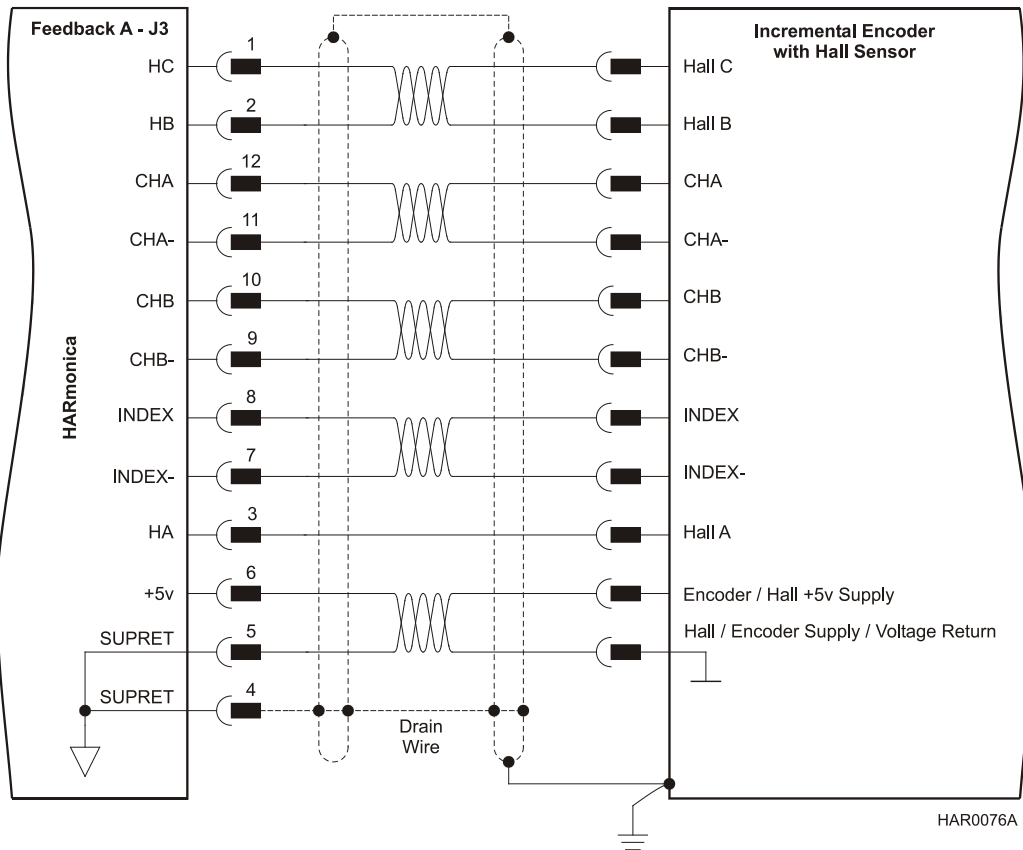 Feedback A - J3
Incremental Encoder
with Hall Sensor
HC
1
Hall C
HB
2
Hall B
CHA
12
CHA
CHA-
11
CHA-
CHB
10
CHB
CHB-
9
CHB-
INDEX
8
INDEX
INDEX-
7
INDEX-
HA
3
Hall A
+5v
6
Encoder / Hall +5v Supply
SUPRET
5
Hall / Encoder Supply / Voltage Return
SUPRET
4
Drain
Wire
HARmonica
HAR0076A